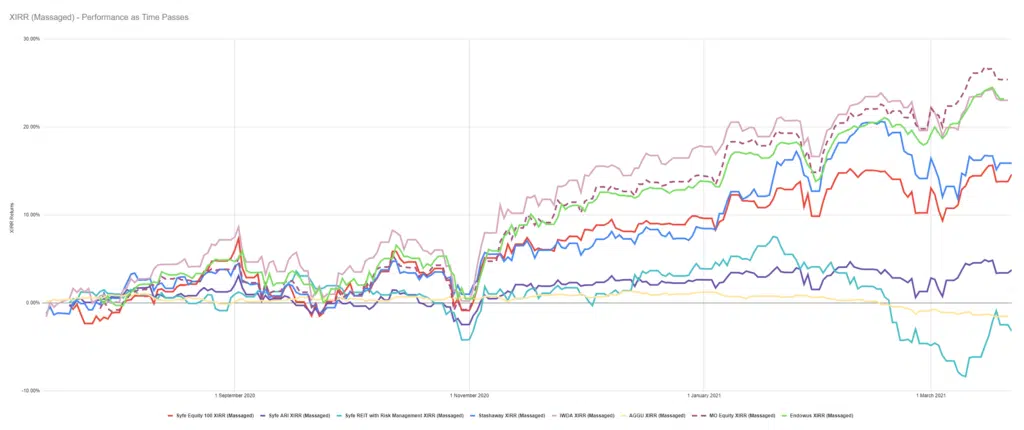 XIRR (Massaged) - Performance as Time Passes
30.00%
20.00%
10.00%
0.00%
-10.00%
XIRR Returns
1 September 2020
1 November 2020
1 January 2021
1 March 2021
Syfe Equity 100 XIRR (Massaged)
Syfe ARI XIRR (Massaged)
Syfe REIT with Risk Management XIRR (Massaged)
Stashaway XIRR (Massaged)
IWDA XIRR (Massaged)
AGGU XIRR (Massaged)
MO Equity XIRR (Massaged)
Endowus XIRR (Massaged)